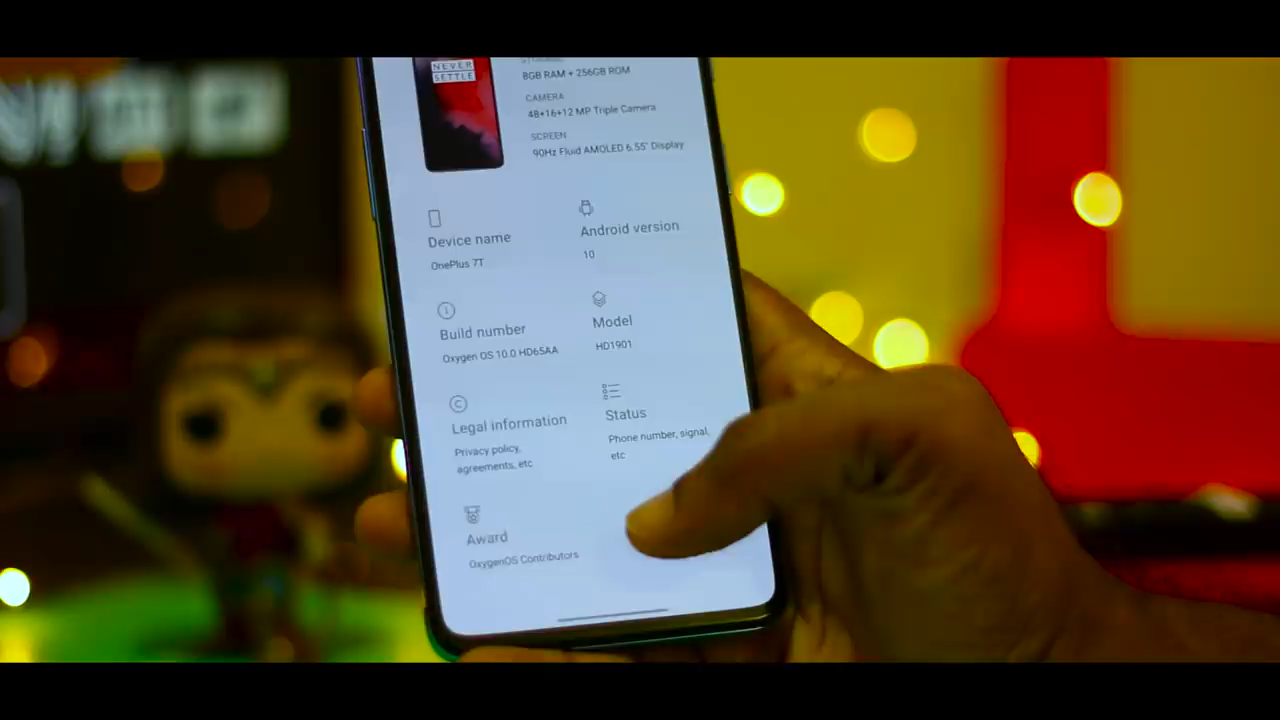 NEVER
SETTLE
8GB RAM + 256GB ROM
CAMERA
48+16+12 MP Triple Camera
SCREEN
90Hz Fluid AMOLED 6.55" Display
Device name
OnePlus 7T
Android version
10
Build number
Oxygen OS 10.0 HD65AA
Model
HD1901
Legal information
Privacy policy,
agreements, etc
Status
Phone number, signal,
etc
Award
OxygenOS Contributors